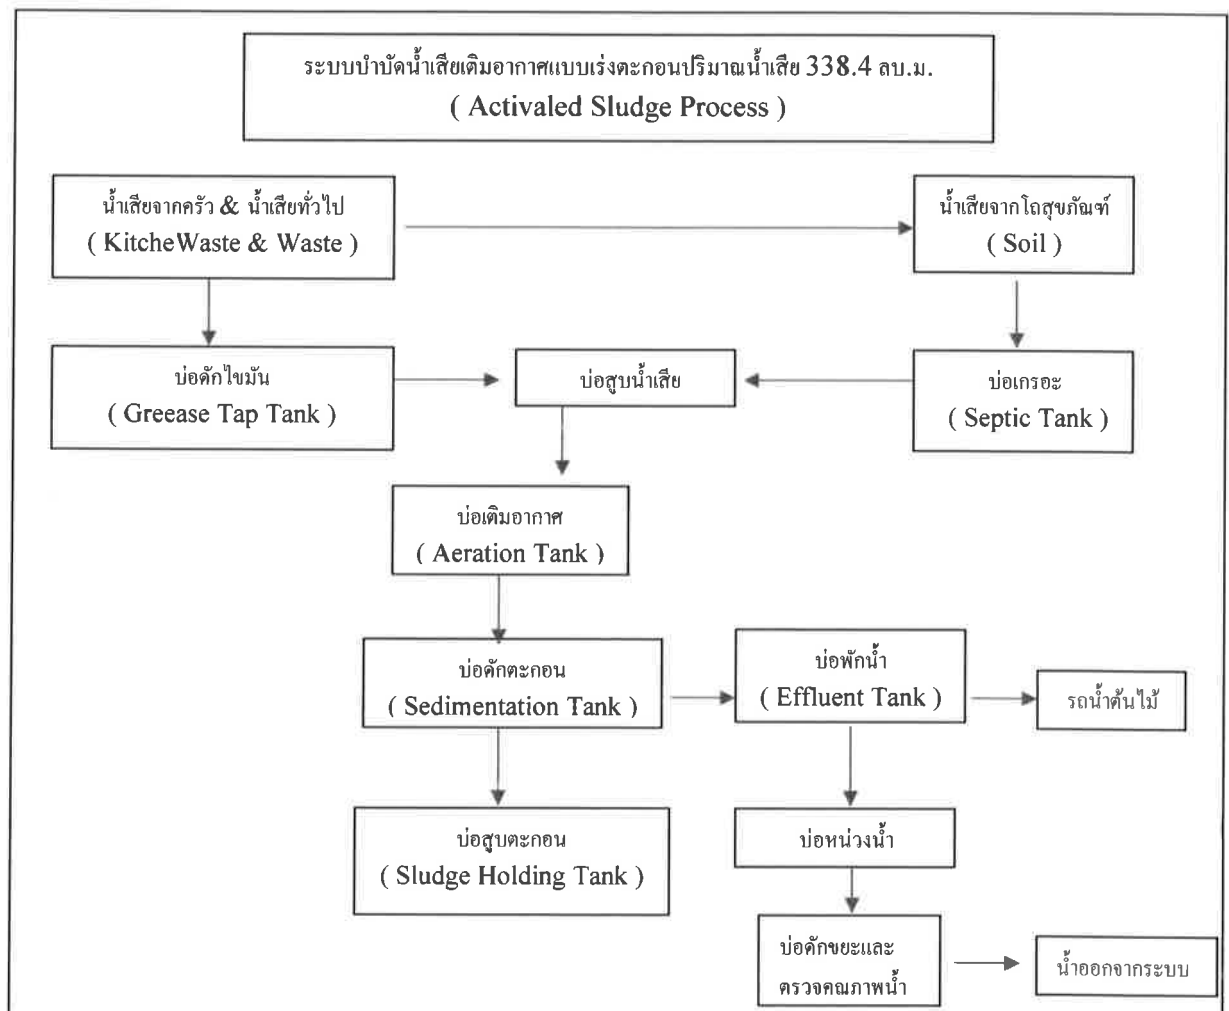 ระบบบำบัดน้ำเสียเติมอากาศแบบเร่งตะกอนปริมาณน้ำเสีย 338.4 ลบ.ม.
( Activaled Sludge Process )
น้ำเสียจากครัว & น้ำเสียทั่วไป
( KitcheWaste & Waste )
น้ำเสียจากโถสุขภัณฑ์
( Soil )
บ่อดักไขมัน
( Greease Tap Tank )
บ่อสูบน้ำเสีย
บ่อเกรอะ
( Septic Tank )
บ่อเติมอากาศ
( Aeration Tank )
บ่อดักตะกอน
( Sedimentation Tank )
บ่อพักน้ำ
( Effluent Tank )
รถน้ำต้นไม้
บ่อสูบตะกอน
( Sludge Holding Tank )
บ่อหน่วงน้ำ
บ่อดักขยะและ
ตรวจคณภาพน้ำ
น้ำออกจากระบบ